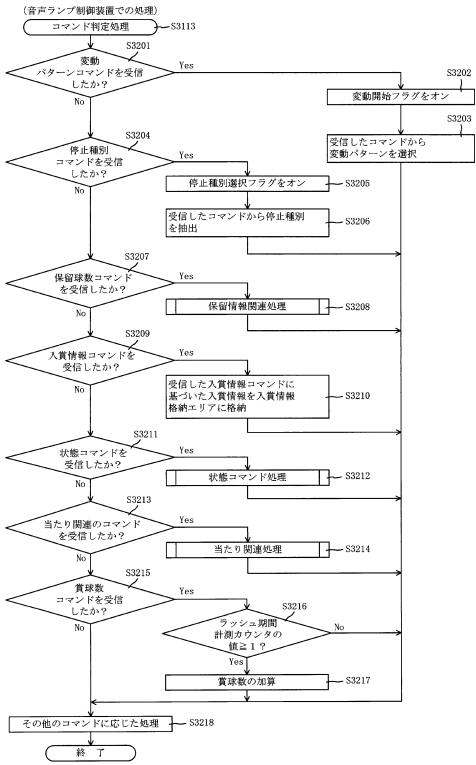 (音声ランプ制御装置での処理)
コマンド判定処理
S3113
S3201
変動
パターンコマンドを受信
したか?
Yes
No
S3202
変動開始フラグをオン
S3203
受信したコマンドから
変動パターンを選択
S3204
停止種別
コマンドを受信
したか?
Yes
No
停止種別選択フラグをオン
S3205
受信したコマンドから停止種別
を抽出
S3206
S3207
保留球数コマンド
を受信したか?
Yes
No
保留情報関連処理
S3208
S3209
入賞情報コマンドを
受信したか?
Yes
No
受信した入賞情報コマンドに
基づいた入賞情報を入賞情報
格納エリアに格納
S3210
S3211
状態コマンドを
受信したか?
Yes
No
状態コマンド処理
S3212
S3213
当たり関連のコマンド
を受信したか?
Yes
No
当たり関連処理
S3214
S3215
賞球数
コマンドを受信
したか?
Yes
No
S3216
ラッシュ期間
計測カウンタの
値≧1?
No
Yes
賞球数の加算
S3217
その他のコマンドに応じた処理
S3218
終了